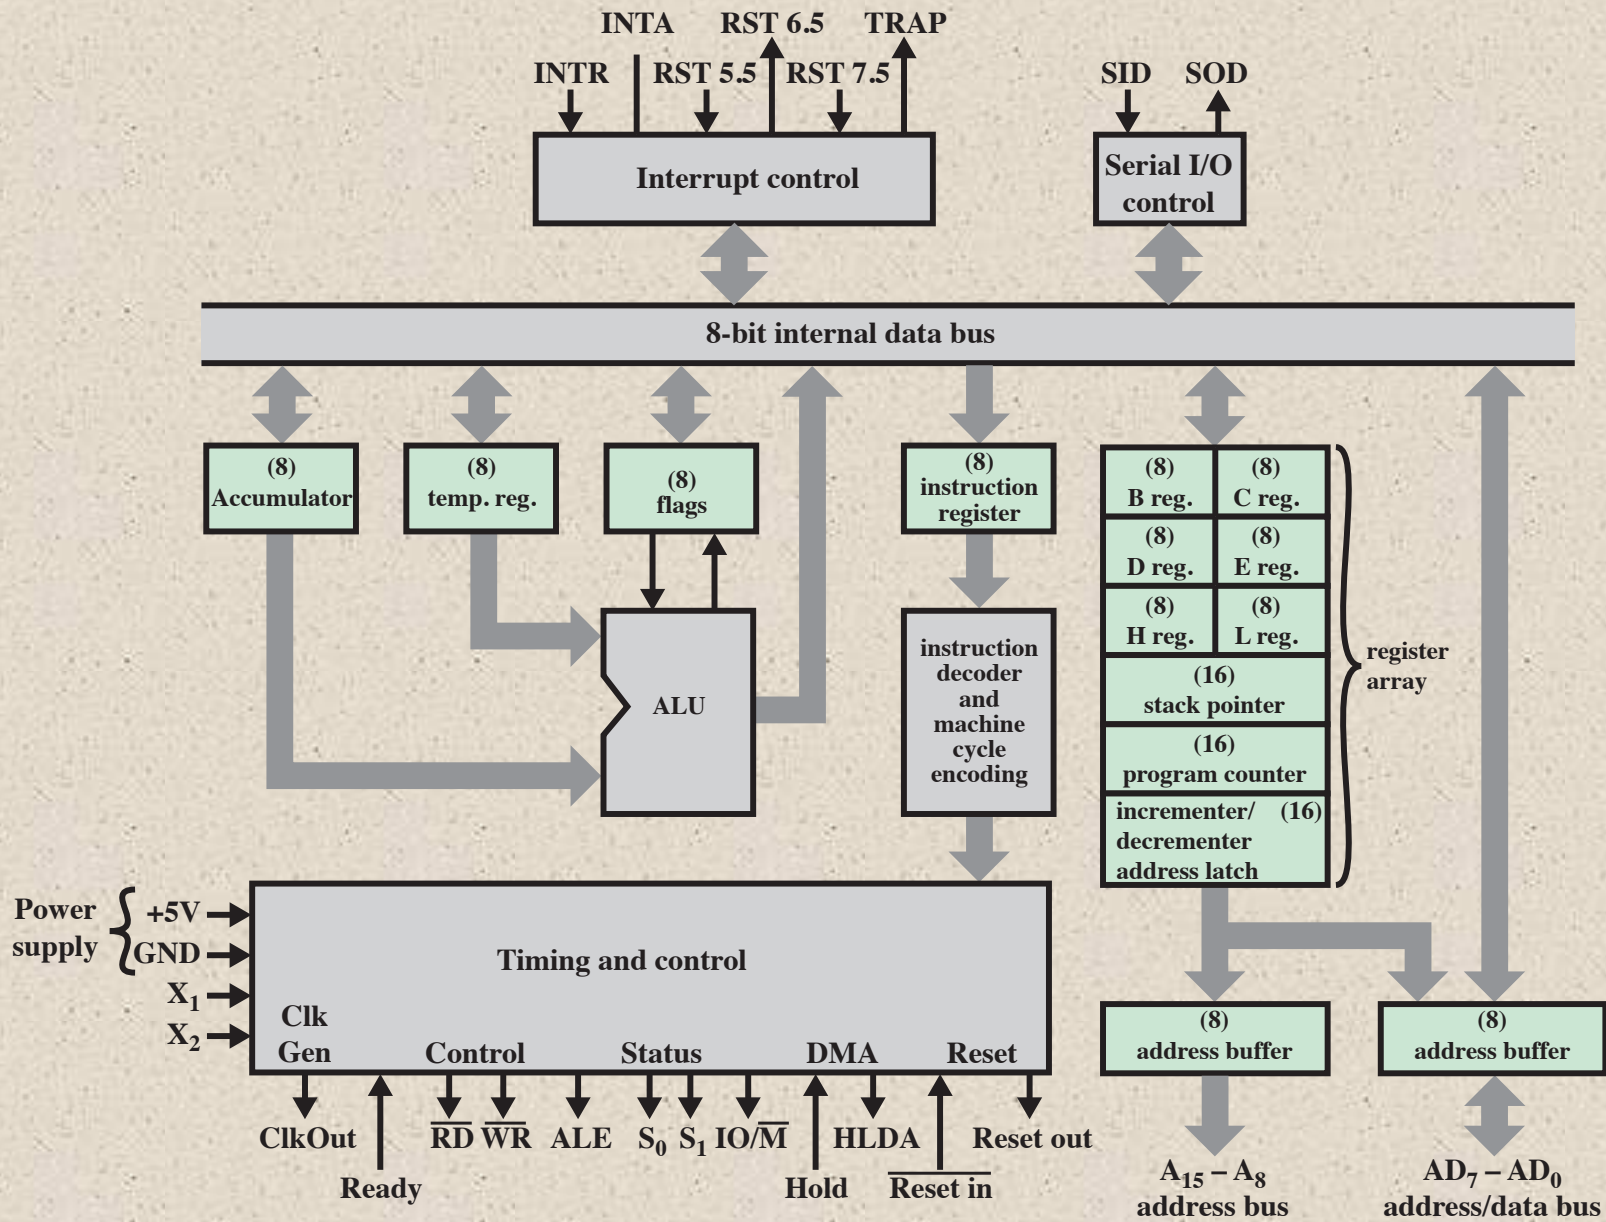 INTA RST 6.5 TRAP
INTR RST 5.5 RST 7.5 SID SOD
Interrupt control
Serial I/O
control
8-bit internal data bus
(8)
Accumulator
(8)
temp. reg.
(8)
flags
(8)
instruction
register
(8)
B reg.
(8)
C reg.
(8)
D reg.
(8)
E reg.
(8)
H reg.
(8)
L reg.
(16)
stack pointer
(16)
program counter
incrementer/ (16)
decrementer
address latch
register
array
ALU
instruction
decoder
and
machine
cycle
encoding
Power
supply
+5V
GND
X₁
X₂
Timing and control
Clk
Gen
Control
Status
DMA
Reset
ClkOut
Ready
R̅D̅
W̅R̅
ALE
S₀
S₁
IO/M̅
Hold
HLDA
R̅e̅s̅e̅t̅ ̅i̅n̅
Reset out
(8)
address buffer
(8)
address buffer
A₁₅ – A₈
address bus
AD₇ – AD₀
address/data bus